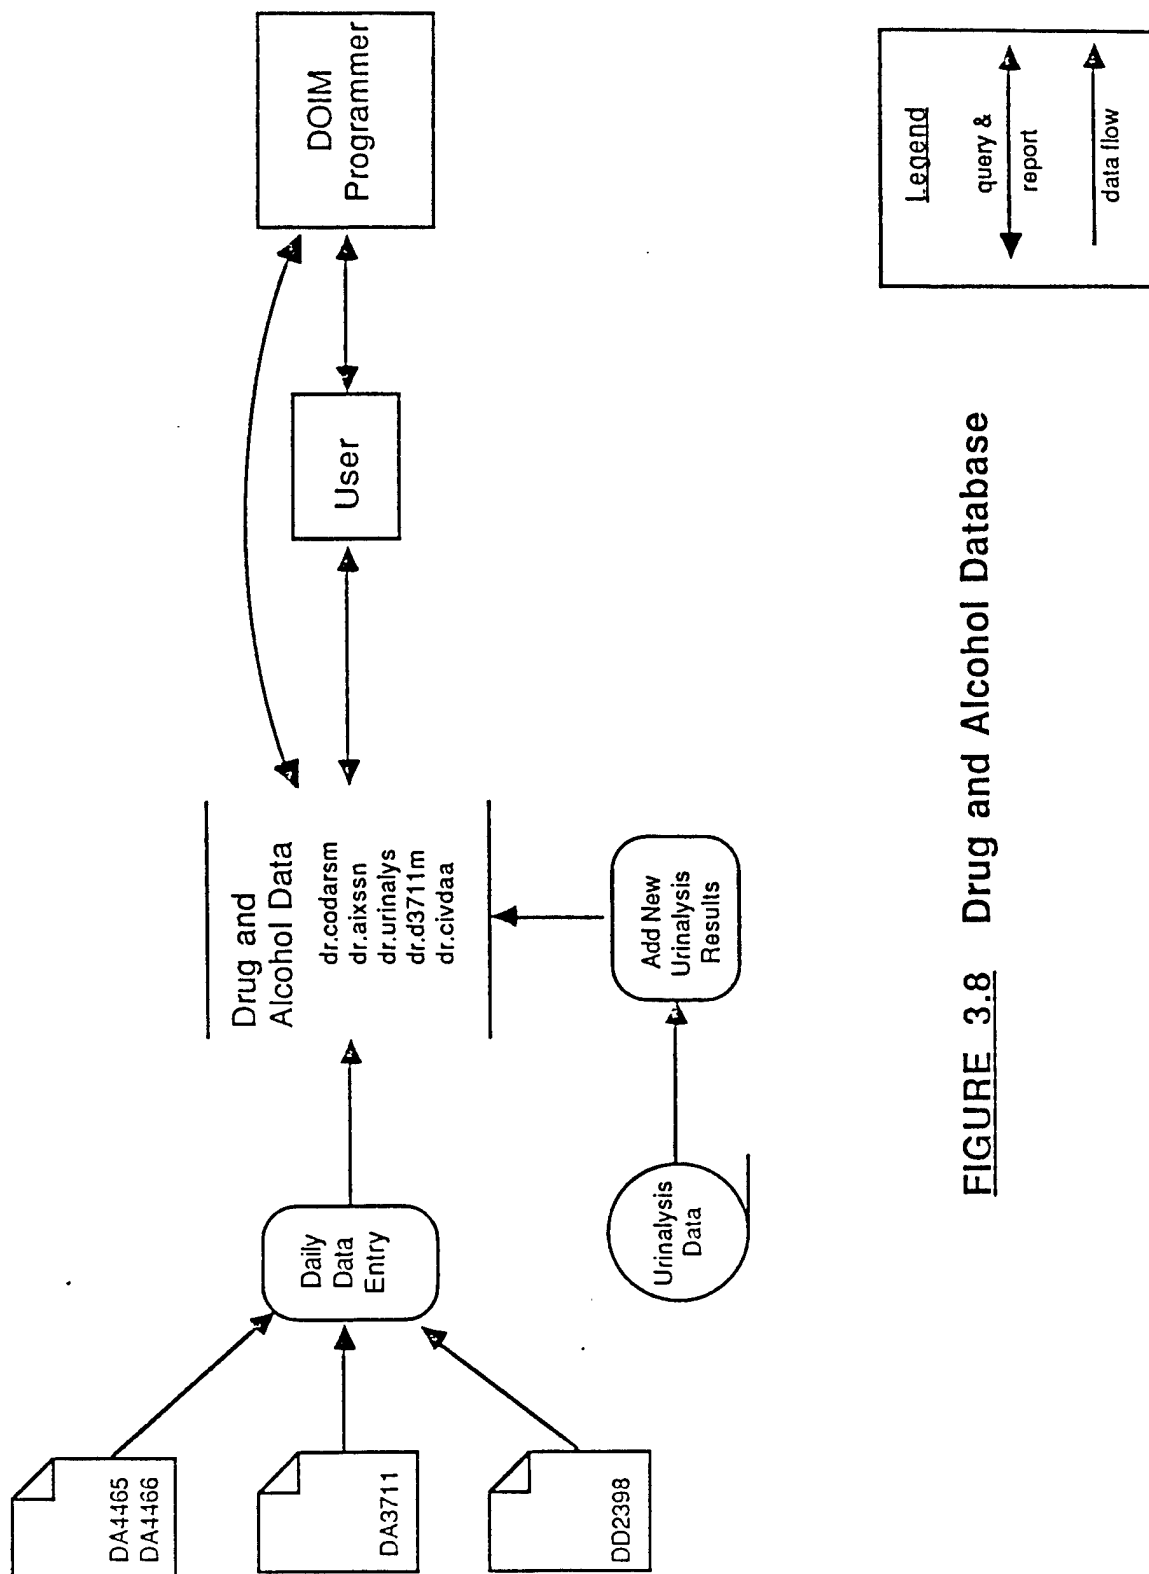 DA4465
DA4466
DA3711
DD2398
Daily
Data
Entry
Drug and
Alcohol Data
dr.codarsm
dr.aixssn
dr.urinalys
dr.d3711m
dr.civdaa
User
DOIM
Programmer
Urinalysis
Data
Add New
Urinalysis
Results
FIGURE 3.8 Drug and Alcohol Database
Legend
query &
report
data flow